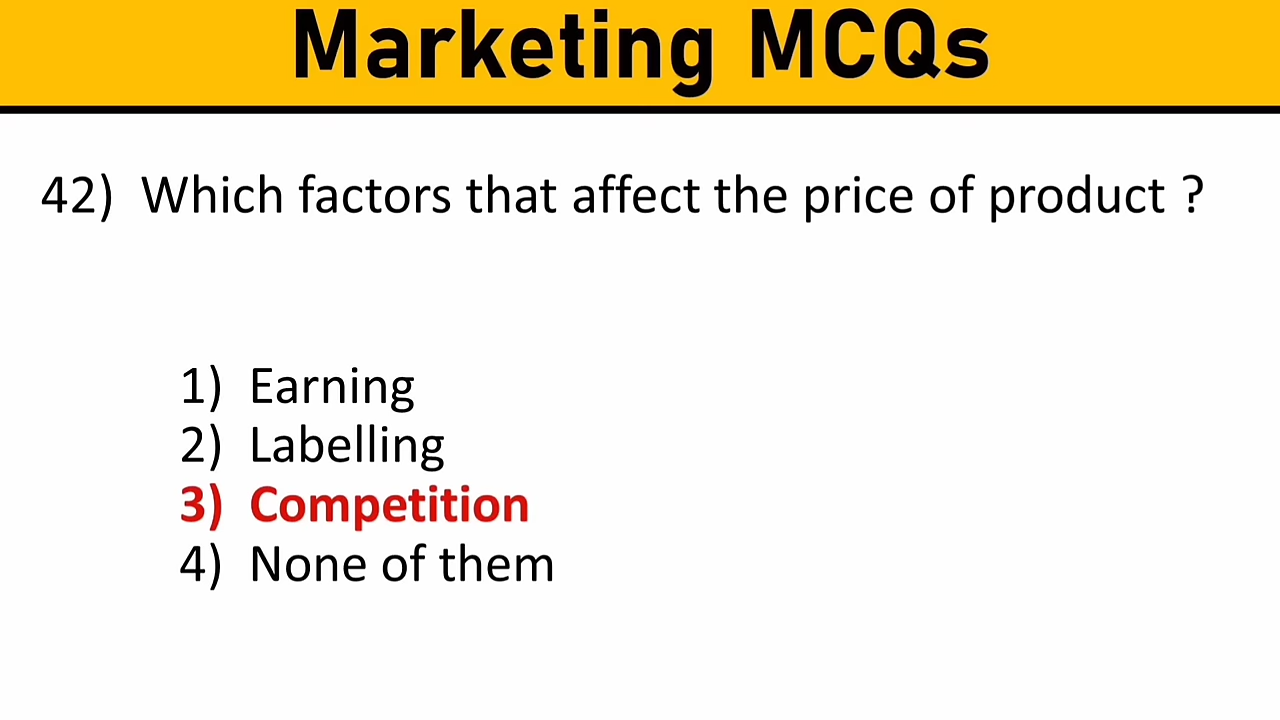 Marketing MCQs
42) Which factors that affect the price of product ?
1) Earning
2) Labelling
3) Competition
4) None of them